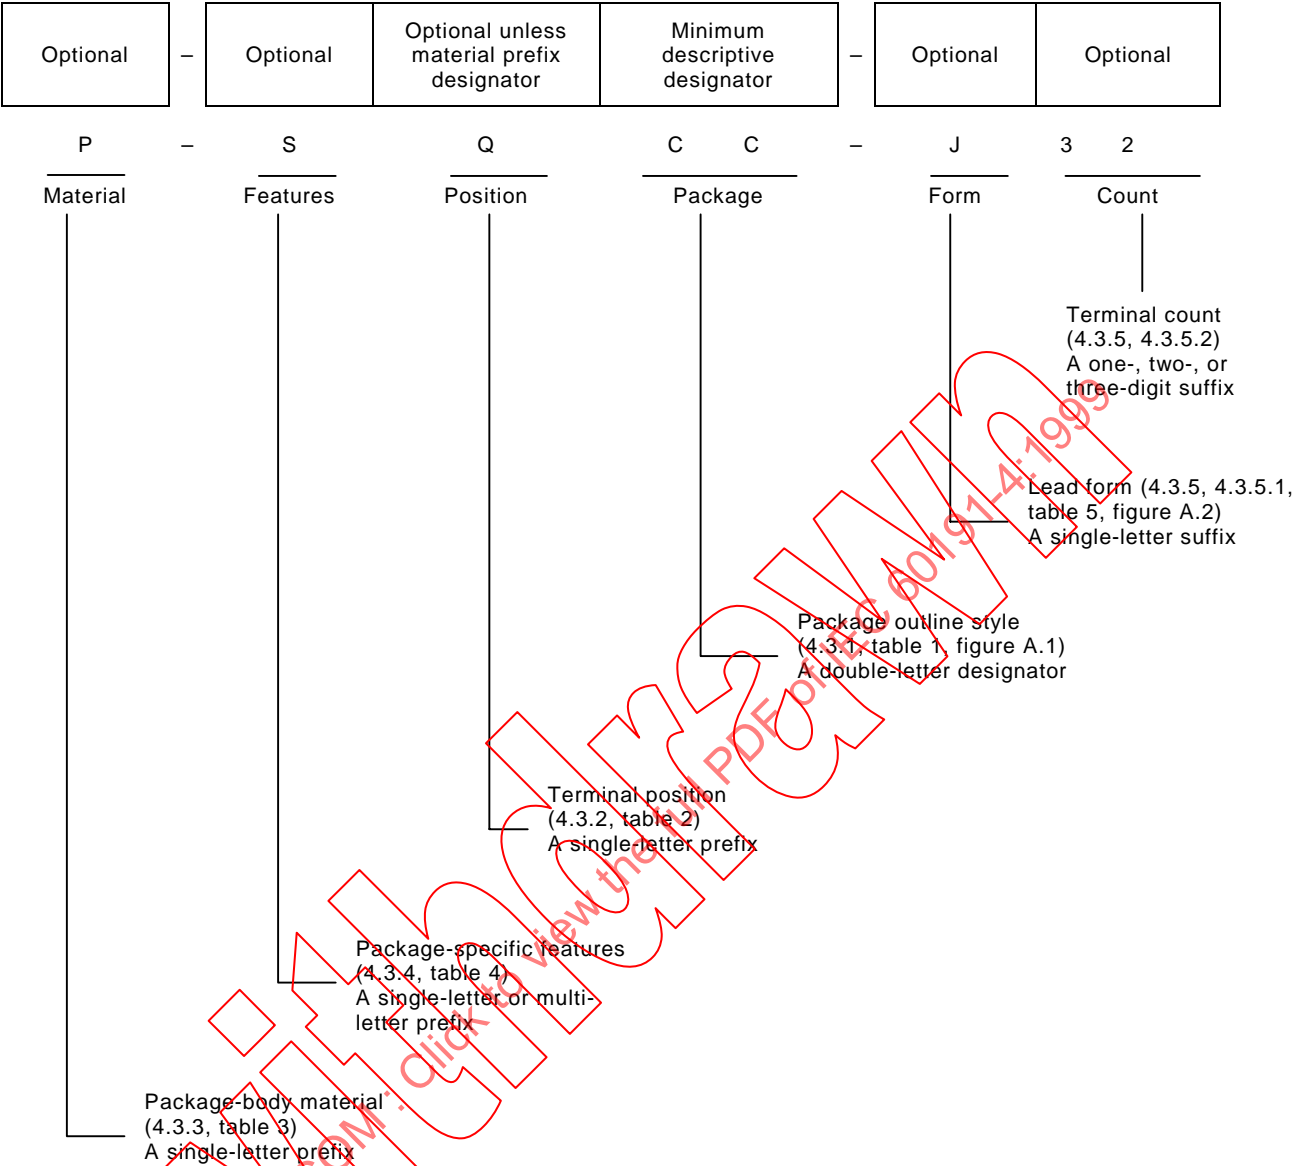 Optional – Optional Optional unless material prefix designator Minimum descriptive designator – Optional Optional
P – S Q C C – J 3 2
Material Features Position Package Form Count
Terminal count
(4.3.5, 4.3.5.2)
A one-, two-, or
three-digit suffix
Lead form (4.3.5, 4.3.5.1,
table 5, figure A.2)
A single-letter suffix
Package outline style
(4.3.1, table 1, figure A.1)
A double-letter designator
Terminal position
(4.3.2, table 2)
A single-letter prefix
Package-specific features
(4.3.4, table 4)
A single-letter or multi-
letter prefix
Package-body material
(4.3.3, table 3)
A single-letter prefix
COM : Click to view the full PDF of IEC 60191-4:1999
Withdrawn